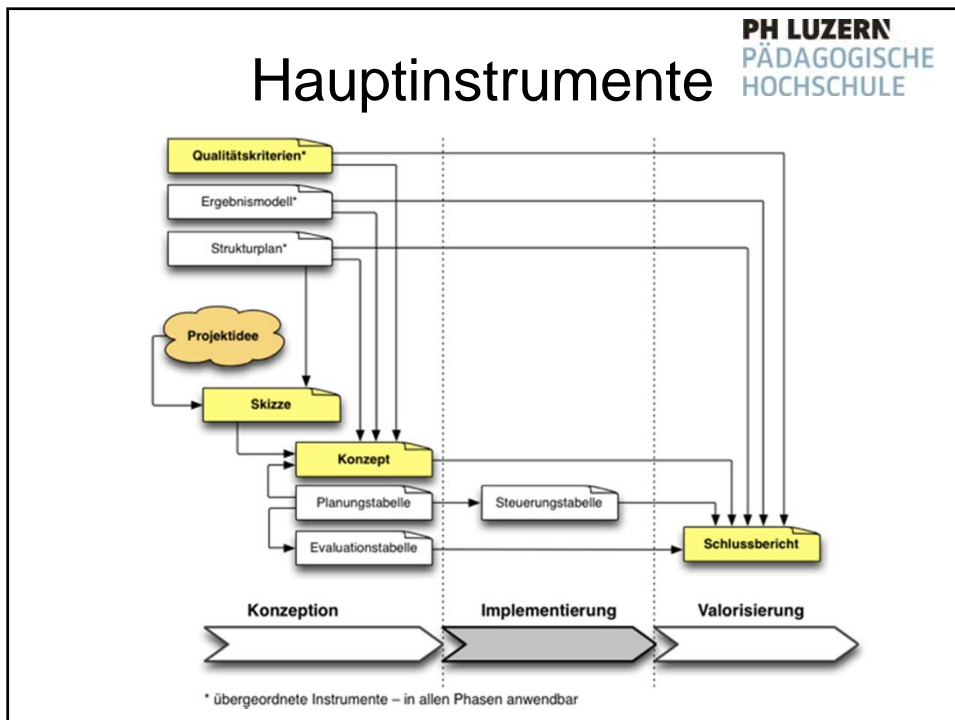 PH LUZERN
PÄDAGOGISCHE
HOCHSCHULE
Hauptinstrumente
Qualitätskriterien*
Ergebnismodell*
Strukturplan*
Projektidee
Skizze
Konzept
Planungstabelle
Steuerungstabelle
Evaluationstabelle
Schlussbericht
Konzeption
Implementierung
Valorisierung
* übergeordnete Instrumente – in allen Phasen anwendbar